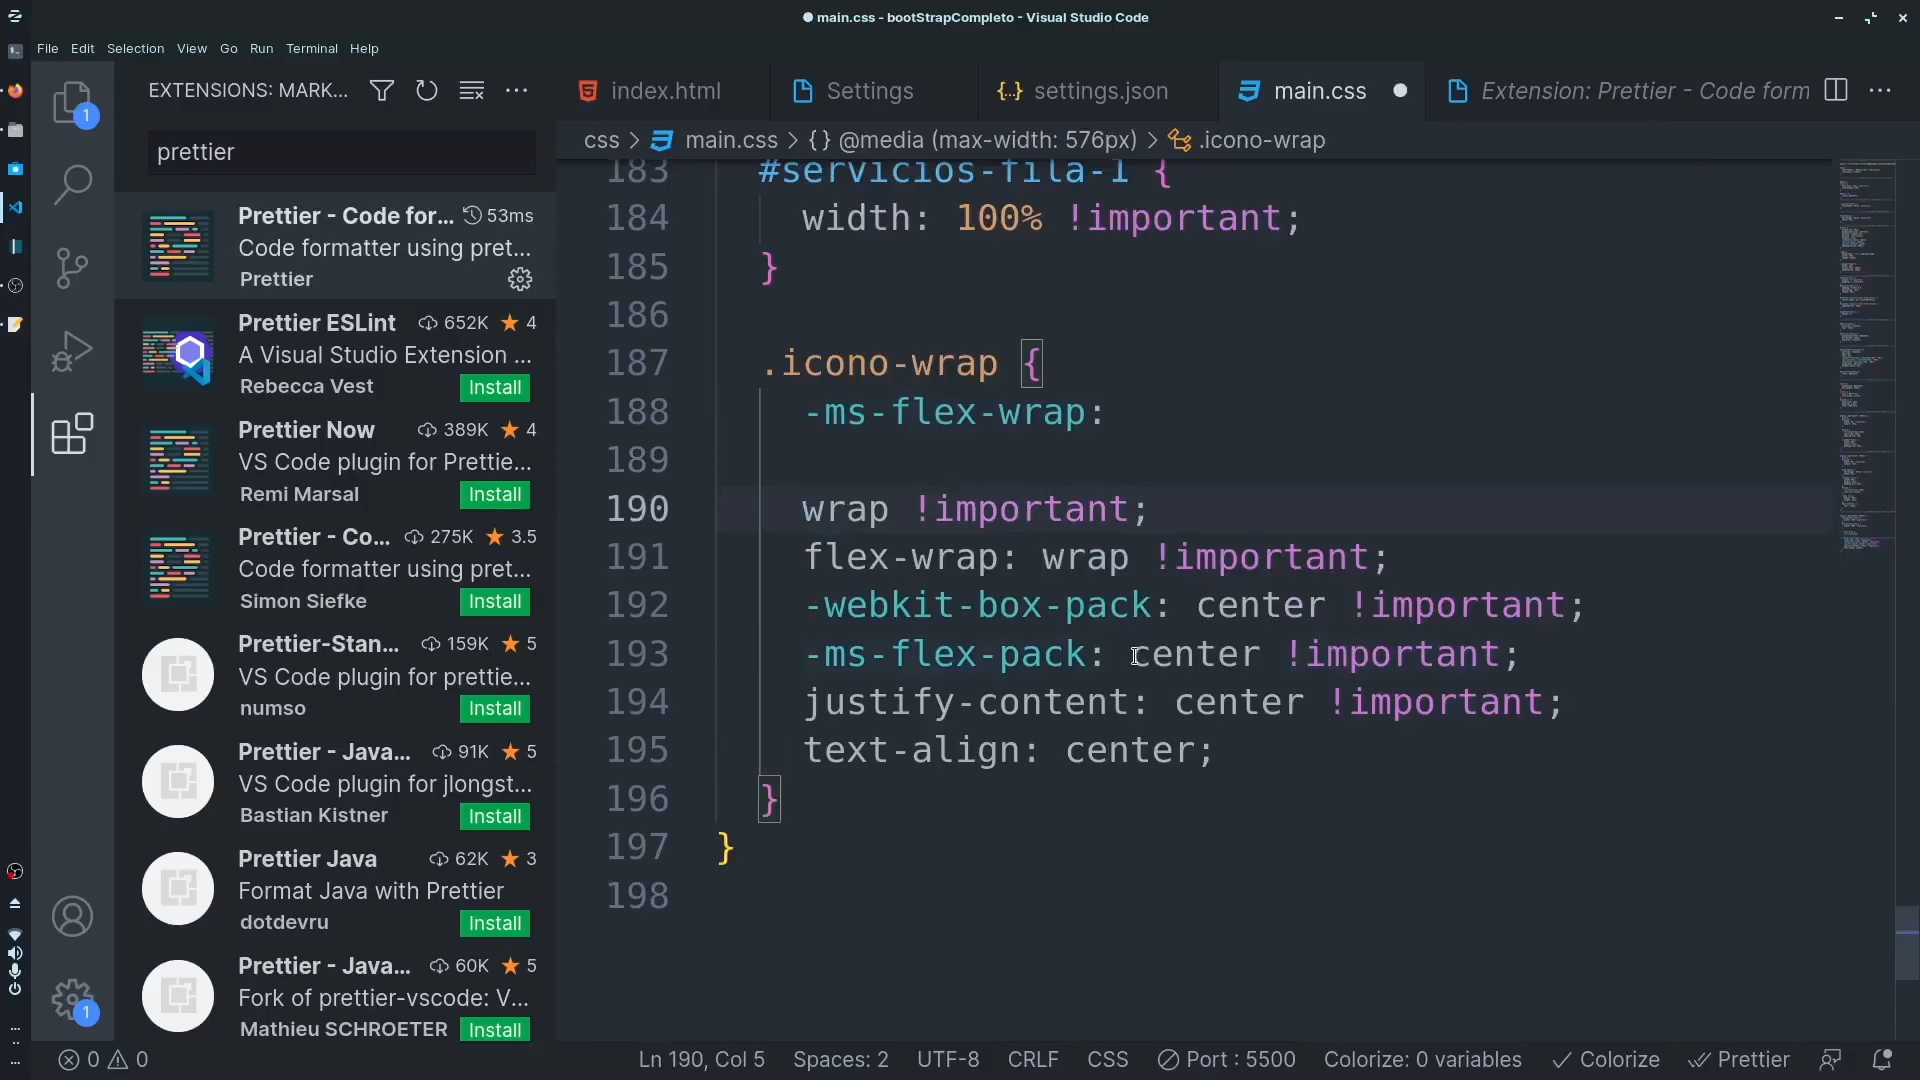 main.css - bootStrapCompleto - Visual Studio Code
File Edit Selection View Go Run Terminal Help
EXTENSIONS: MARK...
index.html
Settings
settings.json
main.css
Extension: Prettier - Code form
css > main.css > {} @media (max-width: 576px) > .icono-wrap
1
prettier
Prettier - Code for... 53ms
Code formatter using pret...
Prettier
Prettier ESLint 652K ★ 4
A Visual Studio Extension ...
Rebecca Vest Install
Prettier Now 389K ★ 4
VS Code plugin for Prettie...
Remi Marsal Install
Prettier - Co... 275K ★ 3.5
Code formatter using pret...
Simon Siefke Install
Prettier-Stan... 159K ★ 5
VS Code plugin for prettie...
numso Install
Prettier - Java... 91K ★ 5
VS Code plugin for jlongst...
Bastian Kistner Install
Prettier Java 62K ★ 3
Format Java with Prettier
dotdevru Install
Prettier - Java... 60K ★ 5
Fork of prettier-vscode: V...
Mathieu SCHROETER Install
1
183 #servicios-fila-1 {
184 width: 100% !important;
185 }
186
187 .icono-wrap {
188 -ms-flex-wrap:
189
190 wrap !important;
191 flex-wrap: wrap !important;
192 -webkit-box-pack: center !important;
193 -ms-flex-pack: center !important;
194 justify-content: center !important;
195 text-align: center;
196 }
197 }
198
0 0 Ln 190, Col 5 Spaces: 2 UTF-8 CRLF CSS Port : 5500 Colorize: 0 variables Colorize Prettier